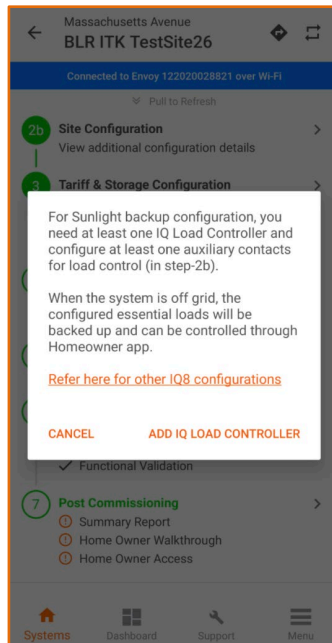 Massachusetts Avenue
BLR ITK TestSite26
Connected to Envoy 122020028821 over Wi-Fi
Pull to Refresh
2b
Site Configuration
View additional configuration details
3
Tariff & Storage Configuration
For Sunlight backup configuration, you
need at least one IQ Load Controller and
configure at least one auxiliary contacts
for load control (in step-2b).
When the system is off grid, the
configured essential loads will be
backed up and can be controlled through
Homeowner app.
Refer here for other IQ8 configurations
CANCEL ADD IQ LOAD CONTROLLER
Functional Validation
7
Post Commissioning
Summary Report
Home Owner Walkthrough
Home Owner Access
Systems Dashboard Support Menu